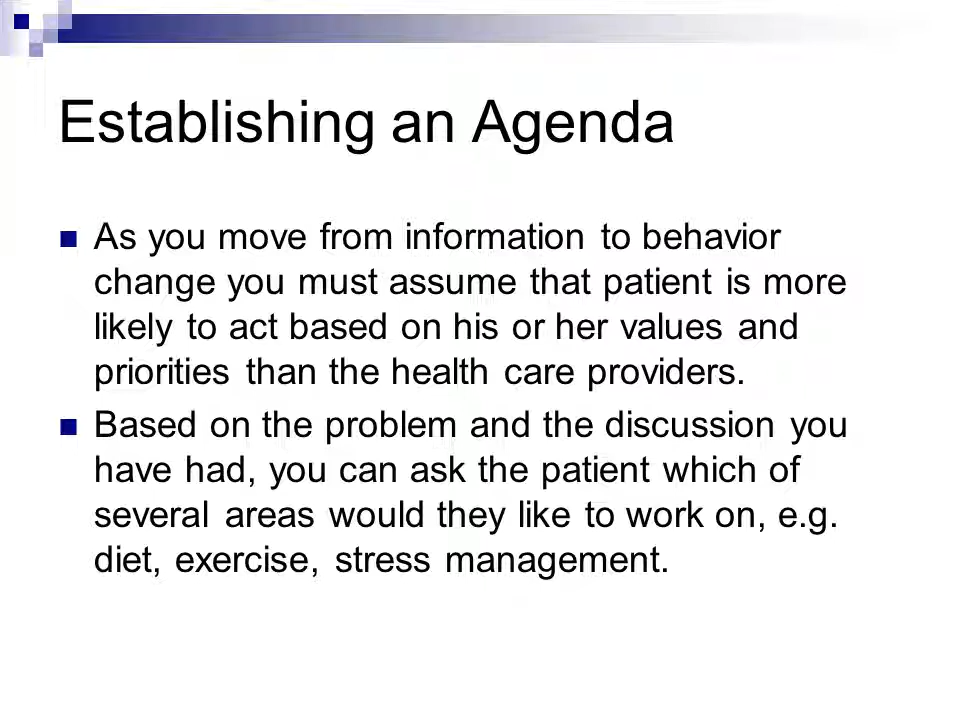 Establishing an Agenda
As you move from information to behavior
change you must assume that patient is more
likely to act based on his or her values and
priorities than the health care providers.
Based on the problem and the discussion you
have had, you can ask the patient which of
several areas would they like to work on, e.g.
diet, exercise, stress management.